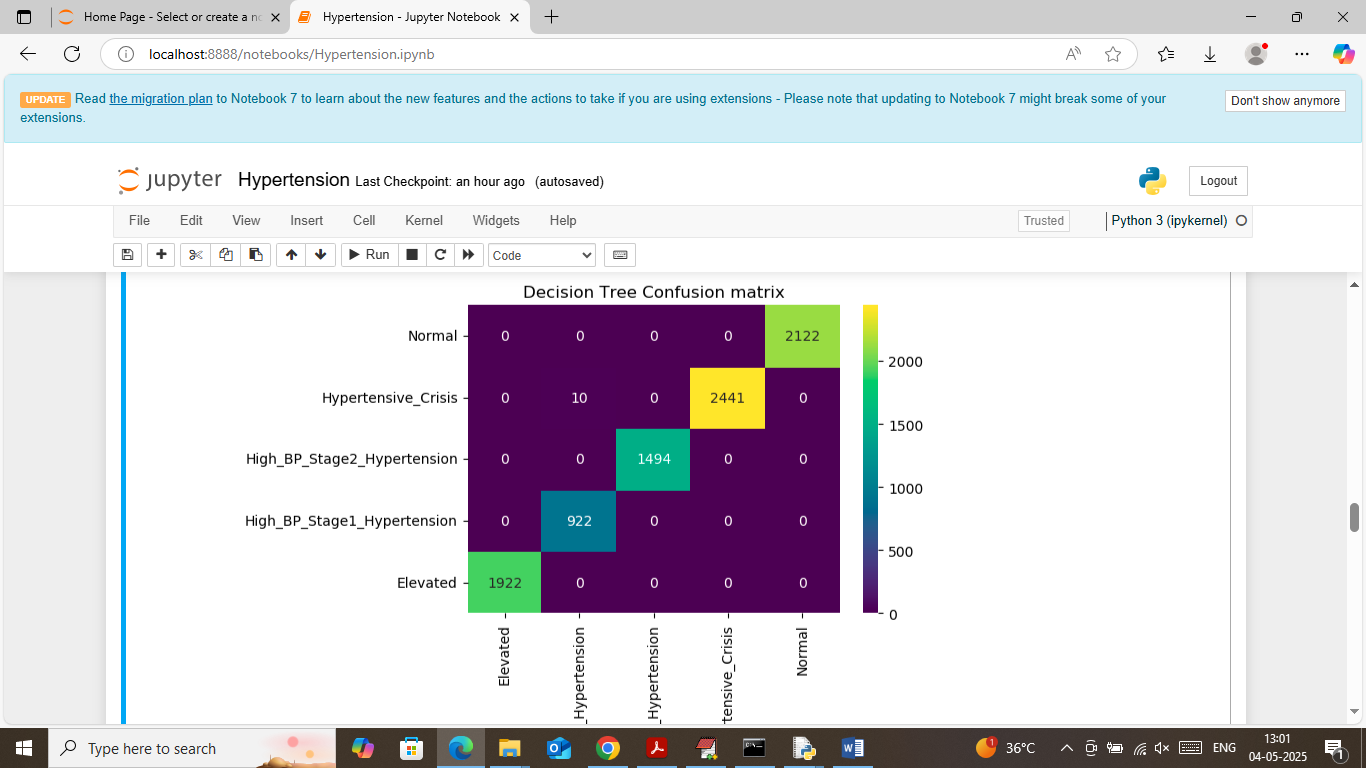 Home Page - Select or create a no
Hypertension - Jupyter Notebook
localhost:8888/notebooks/Hypertension.ipynb
UPDATE Read the migration plan to Notebook 7 to learn about the new features and the actions to take if you are using extensions - Please note that updating to Notebook 7 might break some of your
extensions.
Don't show anymore
jupyter Hypertension Last Checkpoint: an hour ago (autosaved)
Logout
File Edit View Insert Cell Kernel Widgets Help
Trusted
Python 3 (ipykernel)
Run
Code
Decision Tree Confusion matrix
Normal 0 0 0 0 2122
Hypertensive_Crisis 0 10 0 2441 0
High_BP_Stage2_Hypertension 0 0 1494 0 0
High_BP_Stage1_Hypertension 0 922 0 0 0
Elevated 1922 0 0 0 0
2000
1500
1000
500
0
Elevated
_Hypertension
_Hypertension
tensive_Crisis
Normal
Type here to search
1
36°C
ENG
13:01
04-05-2025
1